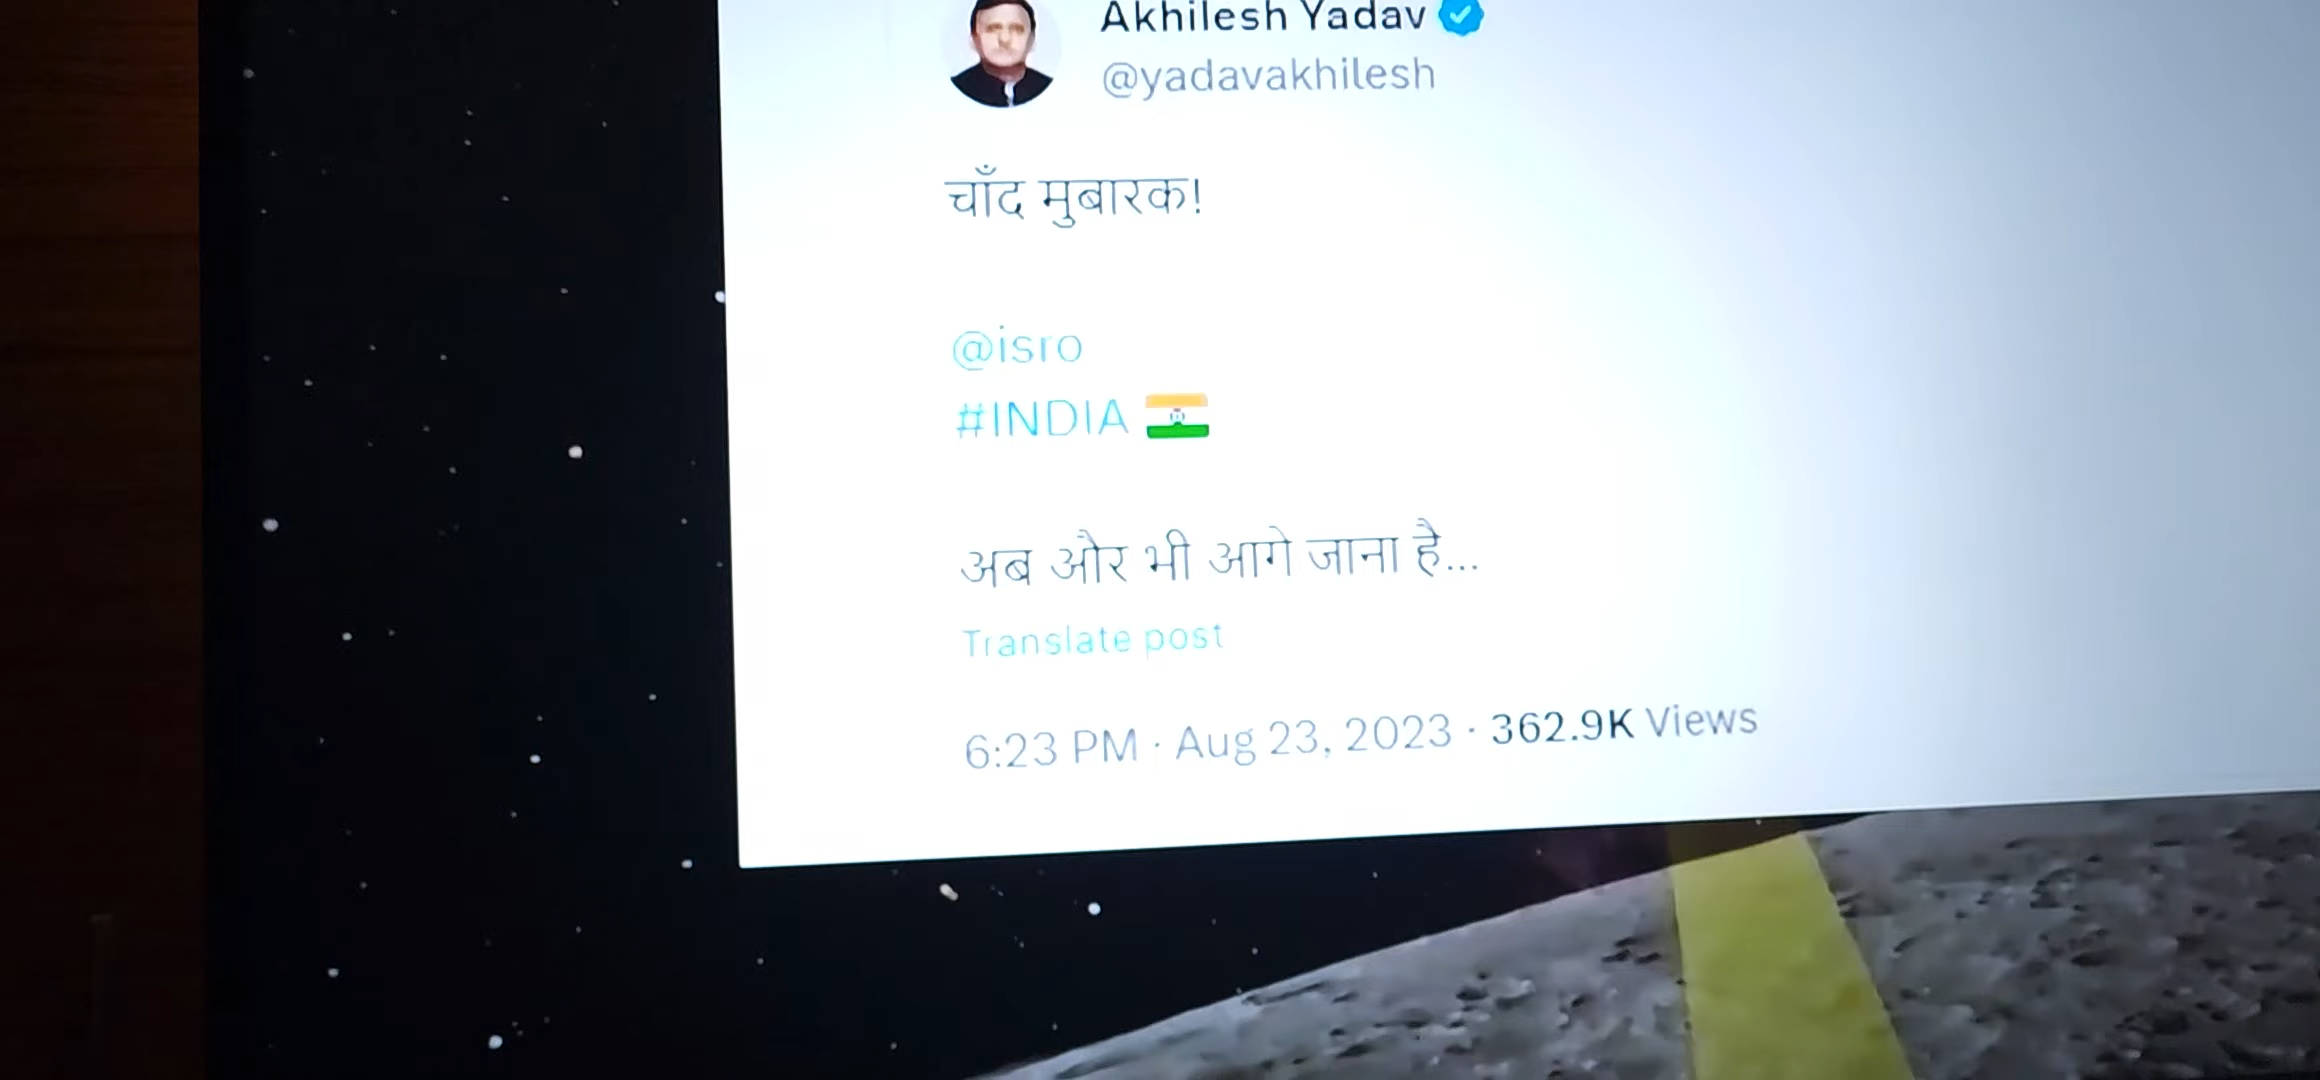 Akhilesh Yadav
@yadavakhilesh
चाँद मुबारक!
@isro
#INDIA
अब और भी आगे जाना है...
Translate post
6:23 PM · Aug 23, 2023 · 362.9K Views